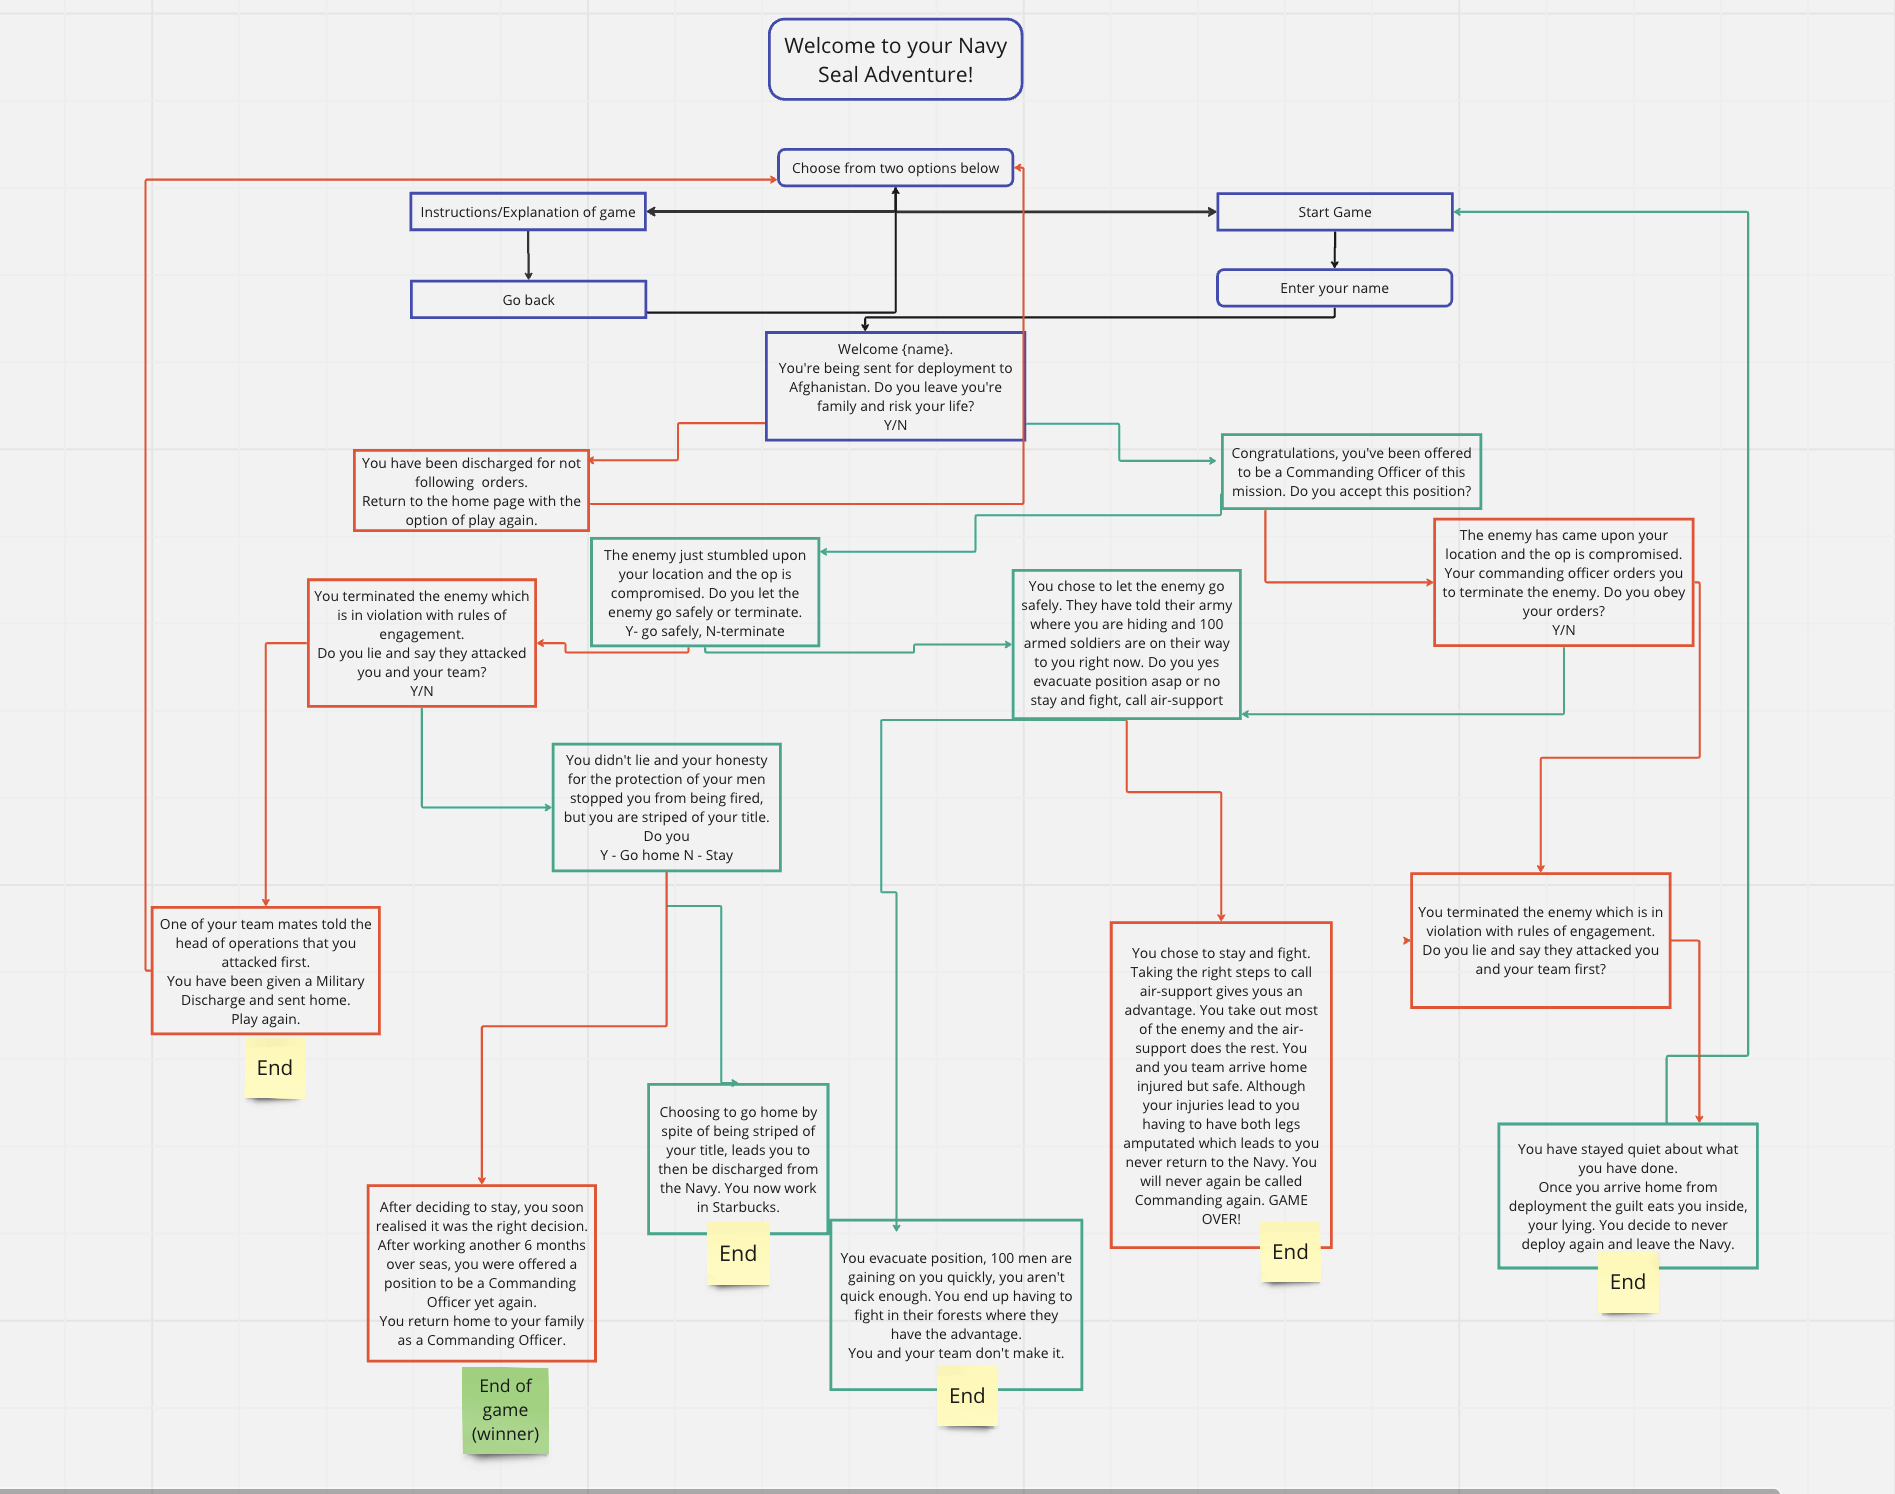 Welcome to your Navy
Seal Adventure!
Choose from two options below
Instructions/Explanation of game
Start Game
Go back
Enter your name
Welcome {name}.
You're being sent for deployment to
Afghanistan. Do you leave you're
family and risk your life?
Y/N
You have been discharged for not
following  orders.
Return to the home page with the
option of play again.
Congratulations, you've been offered
to be a Commanding Officer of this
mission. Do you accept this position?
The enemy has came upon your
location and the op is compromised.
Your commanding officer orders you
to terminate the enemy. Do you obey
your orders?
Y/N
The enemy just stumbled upon
your location and the op is
compromised. Do you let the
enemy go safely or terminate.
Y- go safely, N-terminate
You chose to let the enemy go
safely. They have told their army
where you are hiding and 100
armed soldiers are on their way
to you right now. Do you yes
evacuate position asap or no
stay and fight, call air-support
You terminated the enemy which
is in violation with rules of
engagement.
Do you lie and say they attacked
you and your team?
Y/N
You didn't lie and your honesty
for the protection of your men
stopped you from being fired,
but you are striped of your title.
Do you
Y - Go home N - Stay
One of your team mates told the
head of operations that you
attacked first.
You have been given a Military
Discharge and sent home.
Play again.
End
You chose to stay and fight.
Taking the right steps to call
air-support gives yous an
advantage. You take out most
of the enemy and the air-
support does the rest. You
and you team arrive home
injured but safe. Although
your injuries lead to you
having to have both legs
amputated which leads to you
never return to the Navy. You
will never again be called
Commanding again. GAME
OVER!
End
You terminated the enemy which is in
violation with rules of engagement.
Do you lie and say they attacked you
and your team first?
Choosing to go home by
spite of being striped of
your title, leads you to
then be discharged from
the Navy. You now work
in Starbucks.
End
You have stayed quiet about what
you have done.
Once you arrive home from
deployment the guilt eats you inside,
your lying. You decide to never
deploy again and leave the Navy.
End
After deciding to stay, you soon
realised it was the right decision.
After working another 6 months
over seas, you were offered a
position to be a Commanding
Officer yet again.
You return home to your family
as a Commanding Officer.
End of
game
(winner)
You evacuate position, 100 men are
gaining on you quickly, you aren't
quick enough. You end up having to
fight in their forests where they
have the advantage.
You and your team don't make it.
End